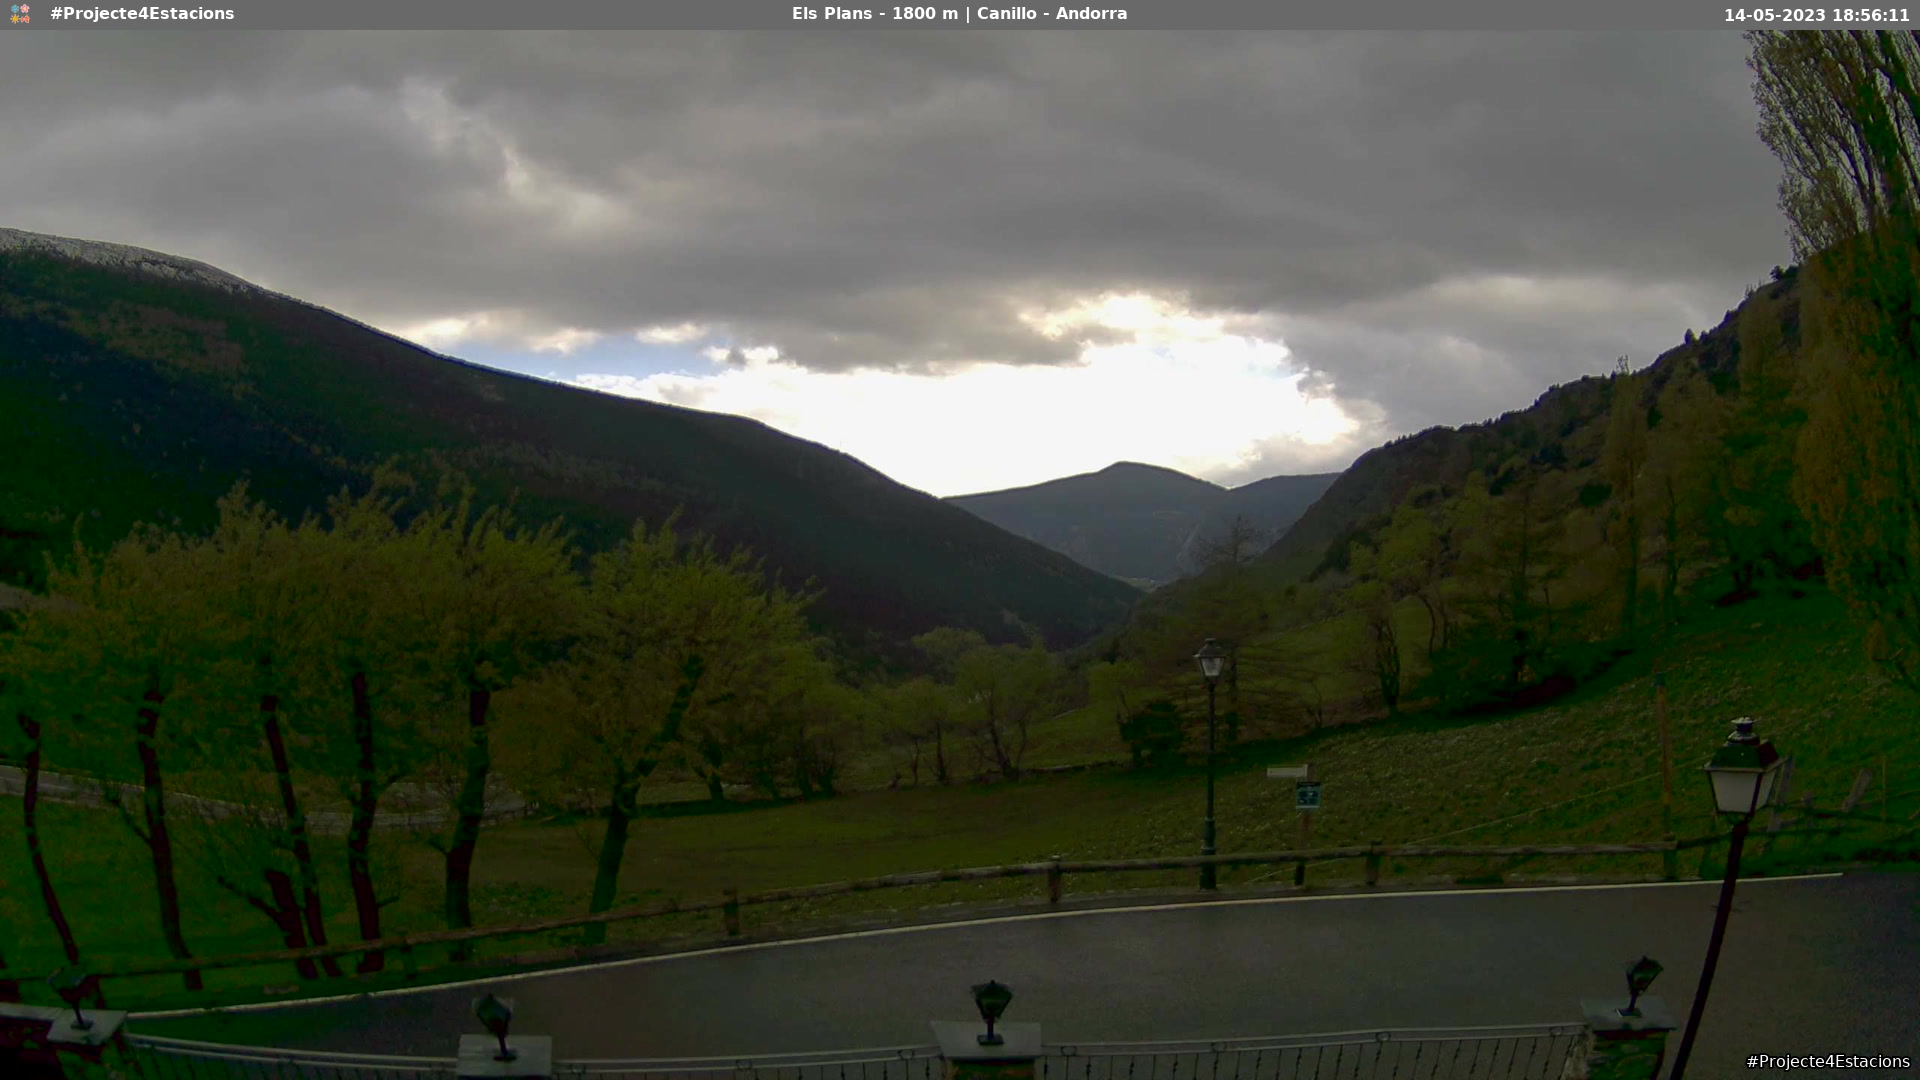 #Projecte4Estacions
Els Plans - 1800 m | Canillo - Andorra
14-05-2023 18:56:11
#Projecte4Estacions